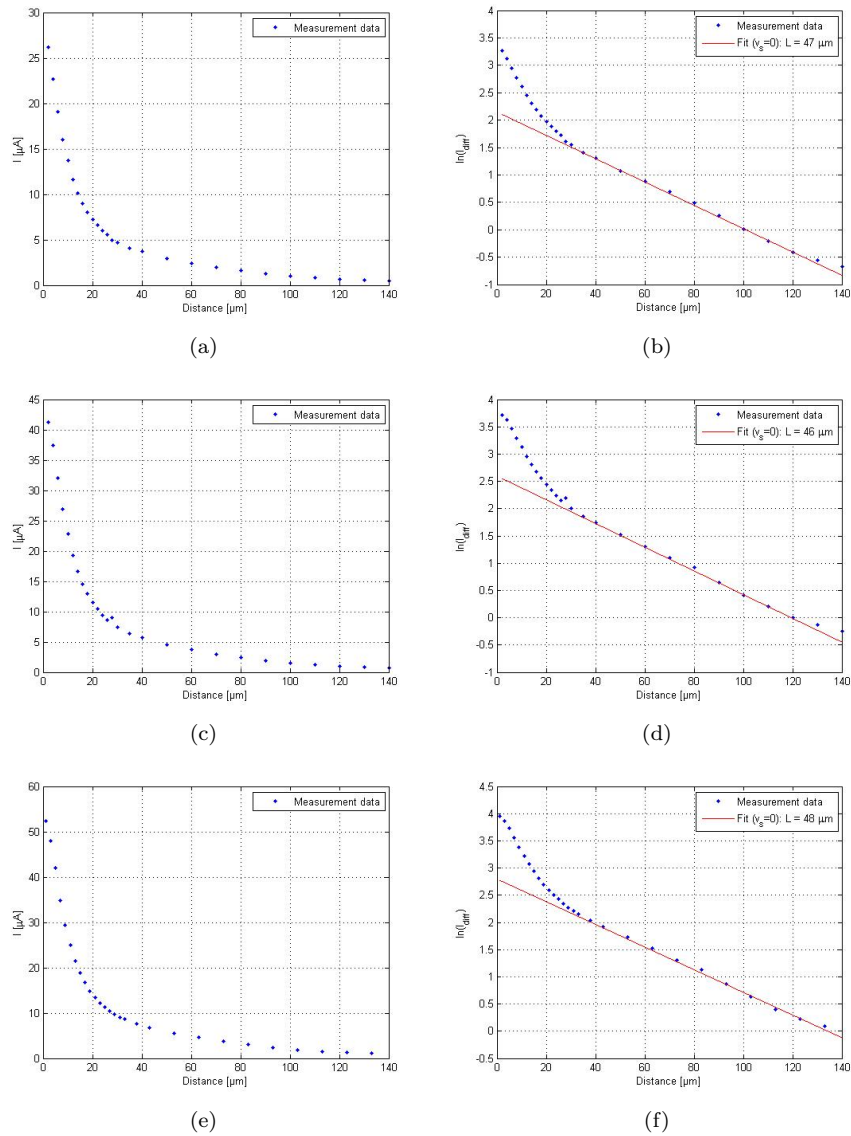 30
25
20
15
10
5
0
I [µA]
0 20 40 60 80 100 120 140
Distance [µm]
Measurement data
(a)
4
3.5
3
2.5
2
1.5
1
0.5
0
-0.5
-1
ln(I_diff)
0 20 40 60 80 100 120 140
Distance [µm]
Measurement data
Fit (v_s=0): L = 47 µm
(b)
45
40
35
30
25
20
15
10
5
0
I [µA]
0 20 40 60 80 100 120 140
Distance [µm]
Measurement data
(c)
4
3.5
3
2.5
2
1.5
1
0.5
0
-0.5
-1
ln(I_diff)
0 20 40 60 80 100 120 140
Distance [µm]
Measurement data
Fit (v_s=0): L = 46 µm
(d)
60
50
40
30
20
10
0
I [µA]
0 20 40 60 80 100 120 140
Distance [µm]
Measurement data
(e)
4.5
4
3.5
3
2.5
2
1.5
1
0.5
0
-0.5
ln(I_diff)
0 20 40 60 80 100 120 140
Distance [µm]
Measurement data
Fit (v_s=0): L = 48 µm
(f)